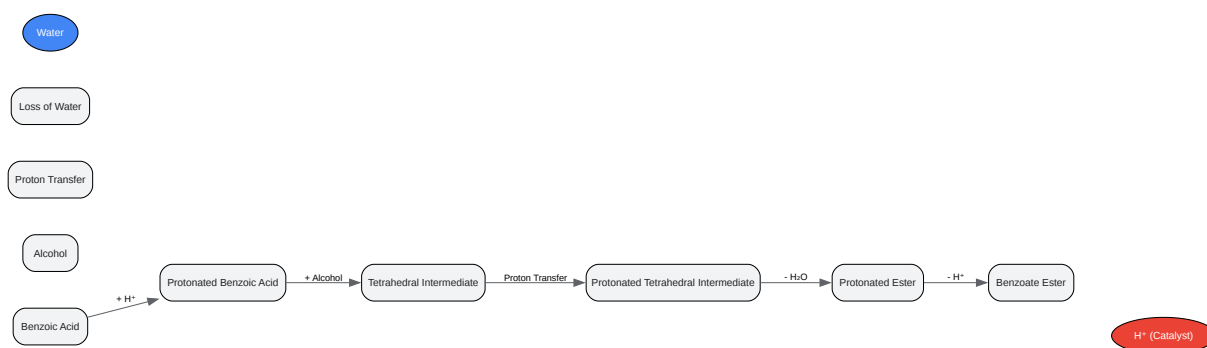 Water
Loss of Water
Proton Transfer
Alcohol
Benzoic Acid
+ H⁺
Protonated Benzoic Acid
+ Alcohol
Tetrahedral Intermediate
Proton Transfer
Protonated Tetrahedral Intermediate
- H₂O
Protonated Ester
- H⁺
Benzoate Ester
H⁺ (Catalyst)